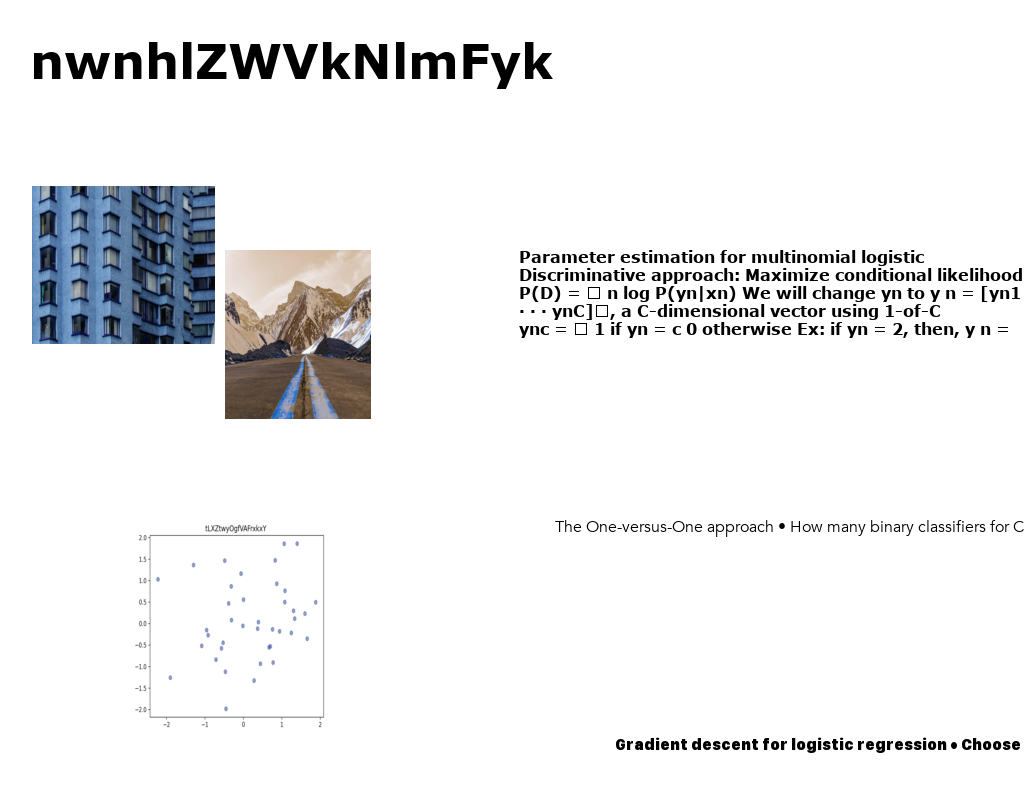 nwnhlZWVkNlmFyk
Parameter estimation for multinomial logistic
Discriminative approach: Maximize conditional likelihood
P(D) = □ n log P(yn|xn) We will change yn to y n = [yn1
· · · ynC]□, a C-dimensional vector using 1-of-C
ync = □ 1 if yn = c 0 otherwise Ex: if yn = 2, then, y n =
tLXZtwyOgfVAFrxkxY
2.0
1.5
1.0
0.5
0.0
−0.5
−1.0
−1.5
−2.0
−2 −1 0 1 2
The One-versus-One approach • How many binary classifiers for C
Gradient descent for logistic regression • Choose